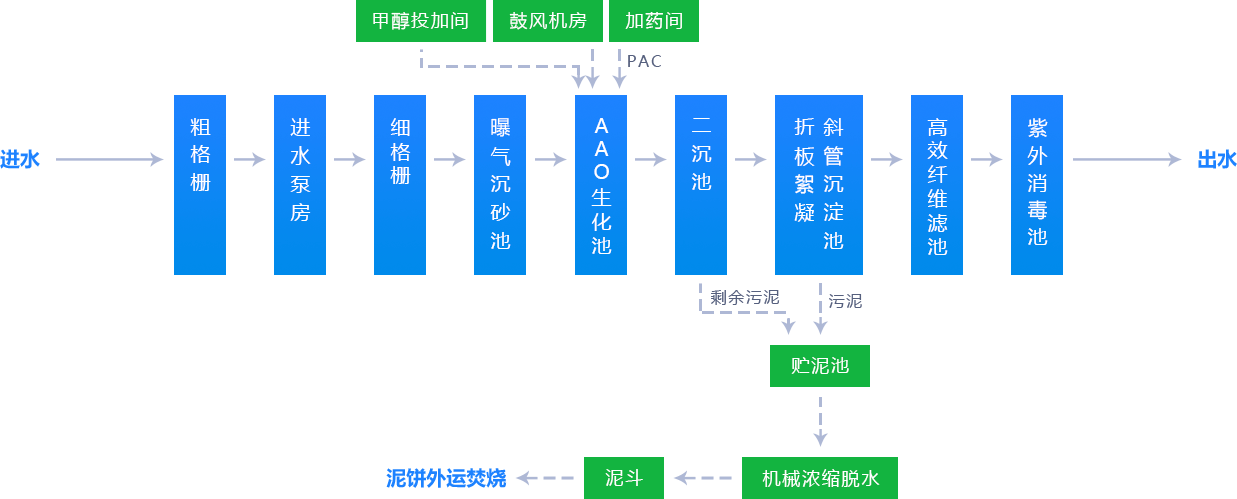 甲醇投加间
鼓风机房
加药间
PAC
进水
粗格栅
进水泵房
细格栅
曝气沉砂池
AAO生化池
二沉池
折板絮凝
斜管沉淀池
高效纤维滤池
紫外消毒池
出水
剩余污泥
污泥
贮泥池
泥饼外运焚烧
泥斗
机械浓缩脱水